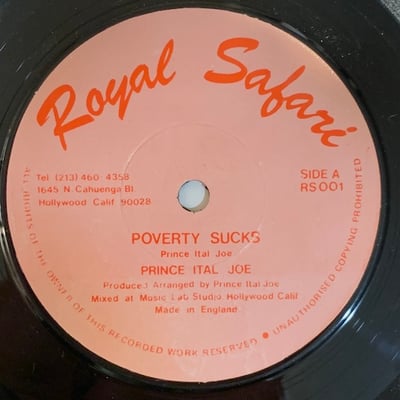 Royal Safari
Tel (213) 460 4358
1645 N. Cahuenga Bl.
Hollywood Calif 90028
SIDE A
RS001
POVERTY SUCKS
Prince Ital Joe
PRINCE ITAL JOE
Produced Arranged by Prince Ital Joe
Mixed at Music Lab Studio, Hollywood Calif
Made in England.
ALL RIGHTS OF THE OWNER OF THIS RECORDED WORK RESERVED • UNAUTHORISED COPYING PROHIBITED